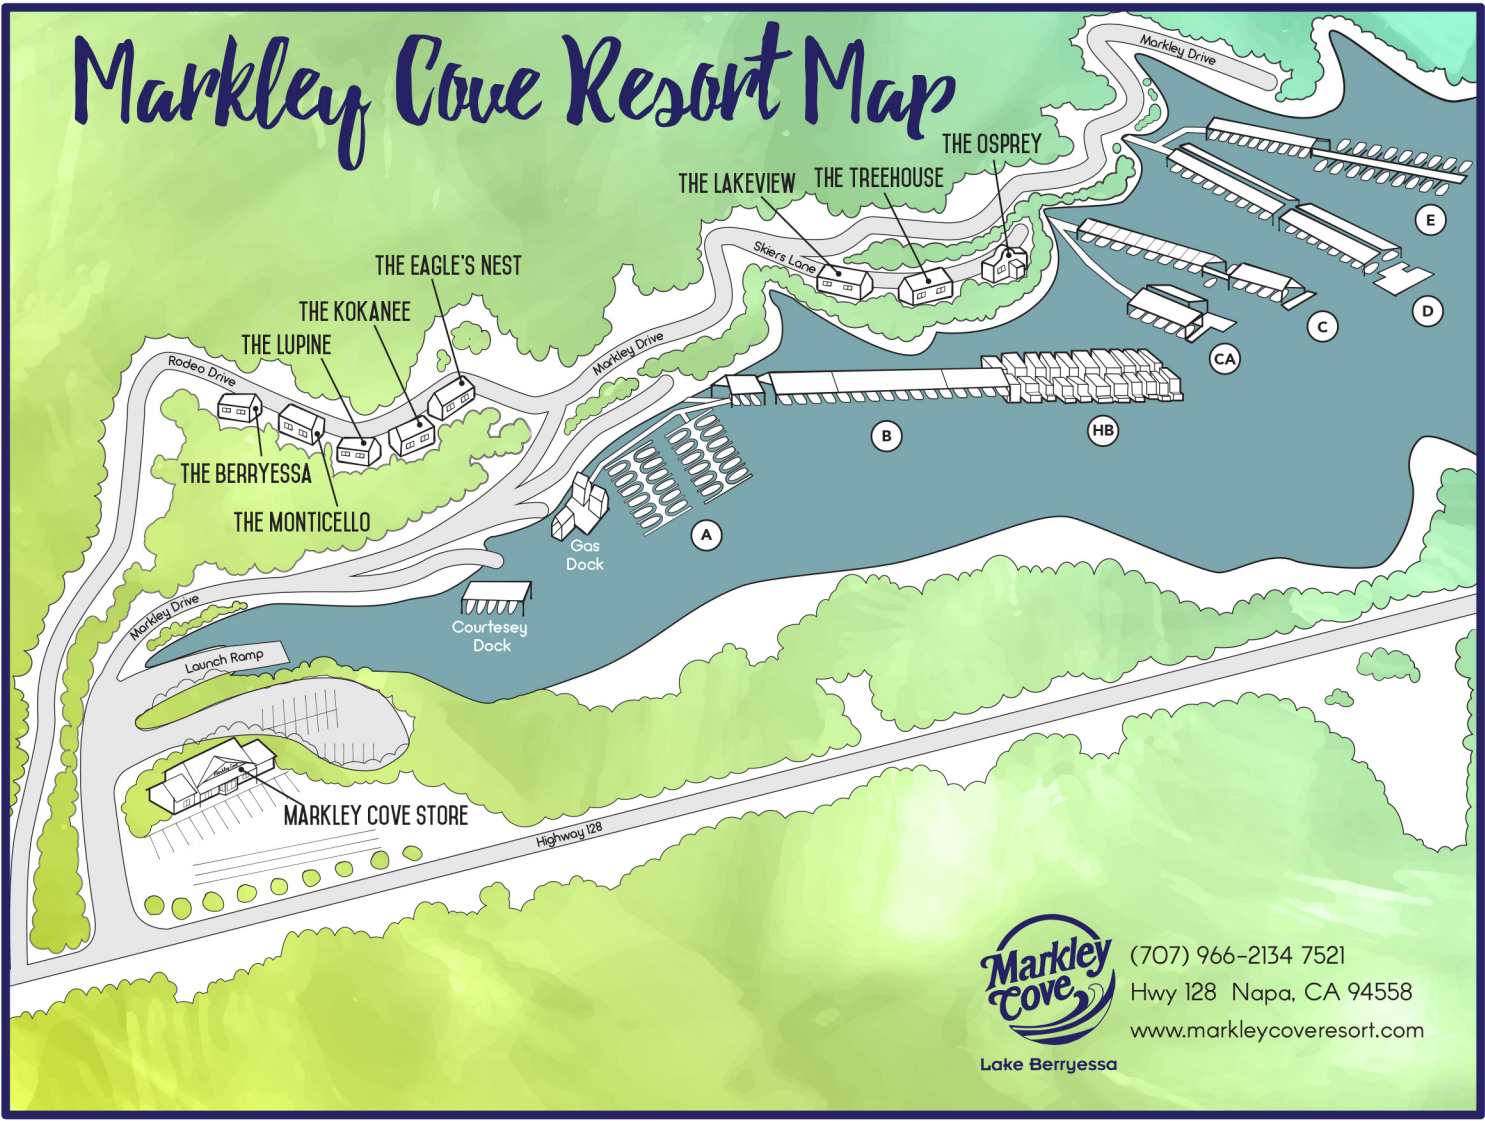 Markley Cove Resort Map
Markley Drive
THE OSPREY
THE LAKEVIEW
THE TREEHOUSE
E
Skiers Lane
THE EAGLE'S NEST
THE KOKANEE
D
C
THE LUPINE
Markley Drive
CA
Rodeo Drive
B
HB
THE BERRYESSA
THE MONTICELLO
A
Gas
Dock
Markley Drive
Courtesey
Dock
Launch Ramp
Markley Cove
MARKLEY COVE STORE
Highway 128
Markley
Cove
Lake Berryessa
(707) 966-2134 7521
Hwy 128 Napa, CA 94558
www.markleycoveresort.com